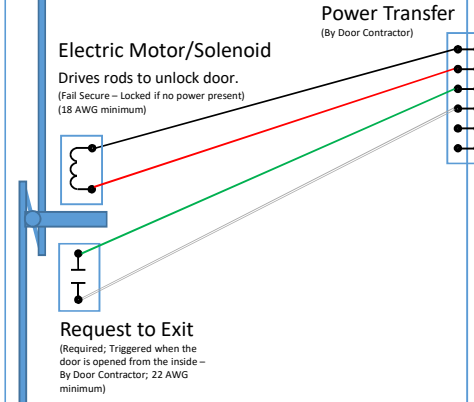 Power Transfer
(By Door Contractor)
Electric Motor/Solenoid
Drives rods to unlock door.
(Fail Secure – Locked if no power present)
(18 AWG minimum)
Request to Exit
(Required; Triggered when the
door is opened from the inside –
By Door Contractor; 22 AWG
minimum)